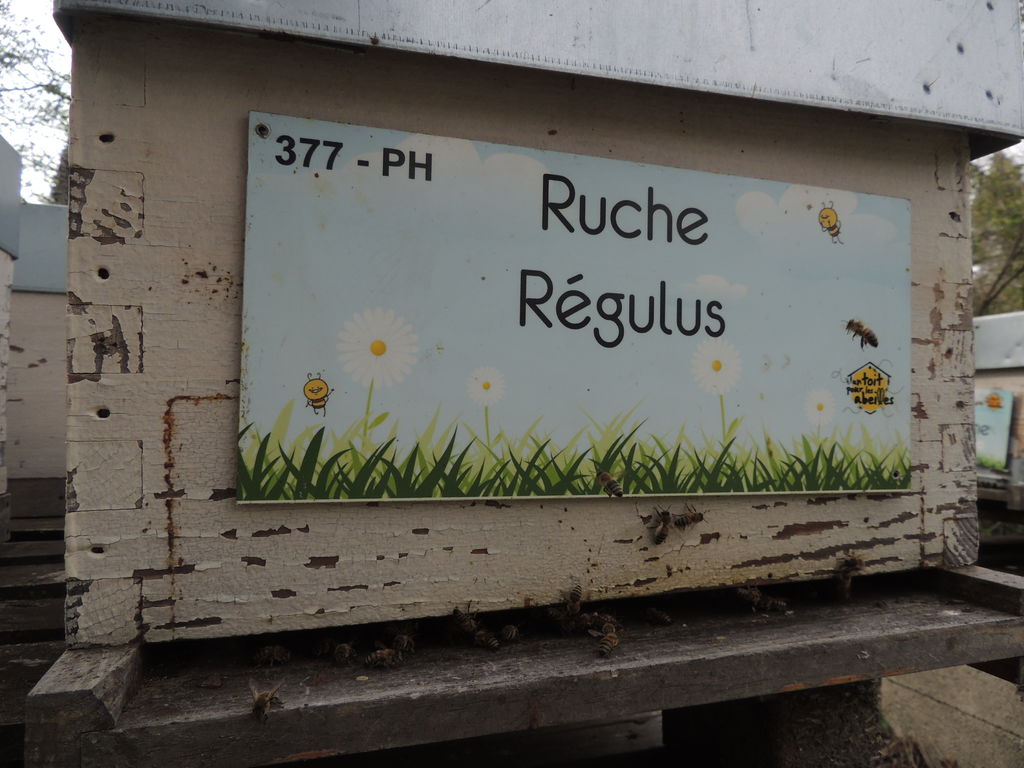 377 - PH
Ruche
Régulus
un toit
pour les
abeilles